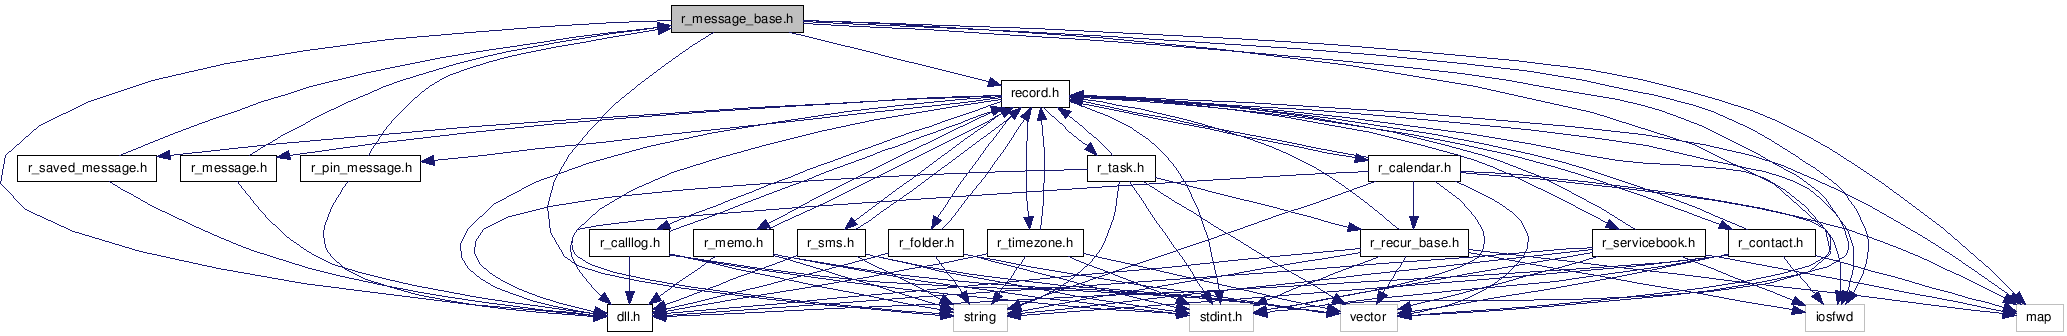 r_message_base.h
record.h
r_saved_message.h
r_message.h
r_pin_message.h
r_task.h
r_calendar.h
r_calllog.h
r_memo.h
r_sms.h
r_folder.h
r_timezone.h
r_recur_base.h
r_servicebook.h
r_contact.h
dll.h
string
stdint.h
vector
iosfwd
map